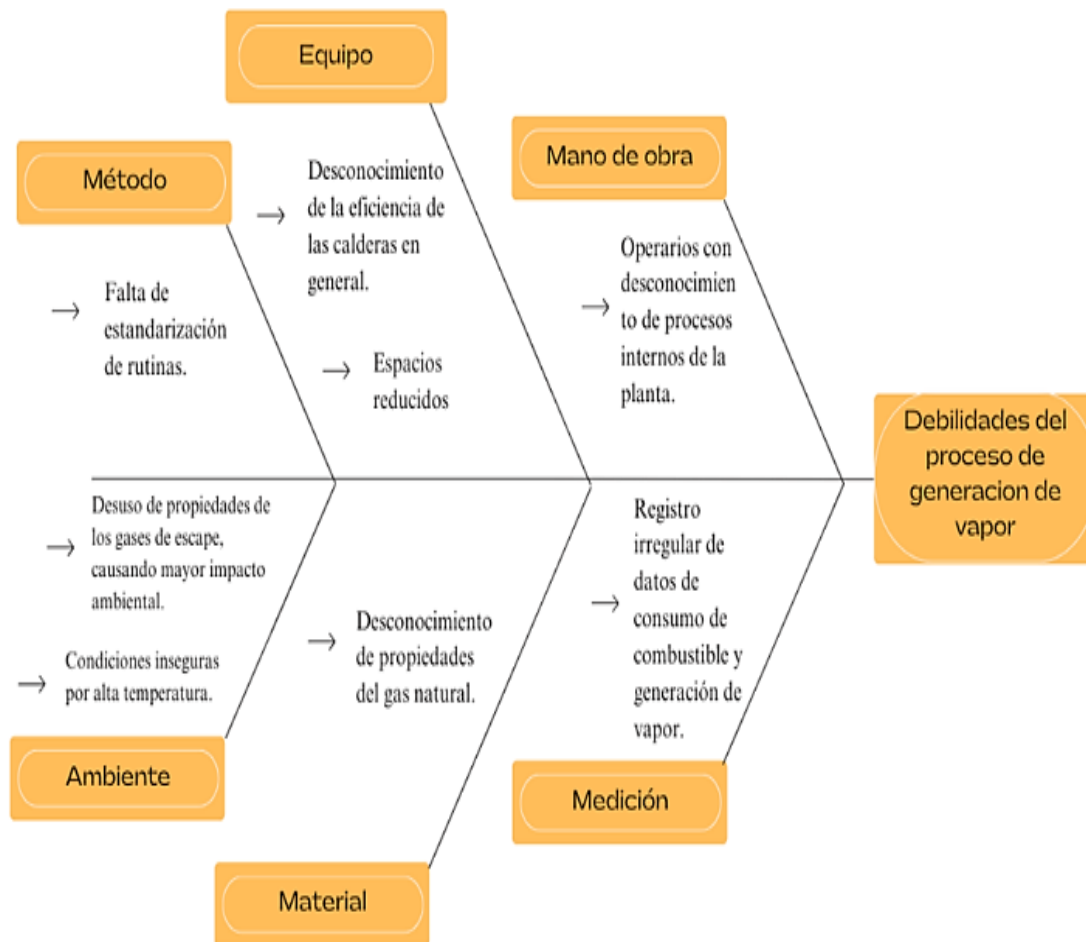 Equipo
Mano de obra
Método
Desconocimiento
de la eficiencia de
las calderas en
general.
Operarios con
desconocimien
to de procesos
internos de la
planta.
Falta de
estandarización
de rutinas.
Espacios
reducidos
Debilidades del
proceso de
generacion de
vapor
Desuso de propiedades de
los gases de escape,
causando mayor impacto
ambiental.
Condiciones inseguras
por alta temperatura.
Desconocimiento
de propiedades
del gas natural.
Registro
irregular de
datos de
consumo de
combustible y
generación de
vapor.
Ambiente
Medición
Material